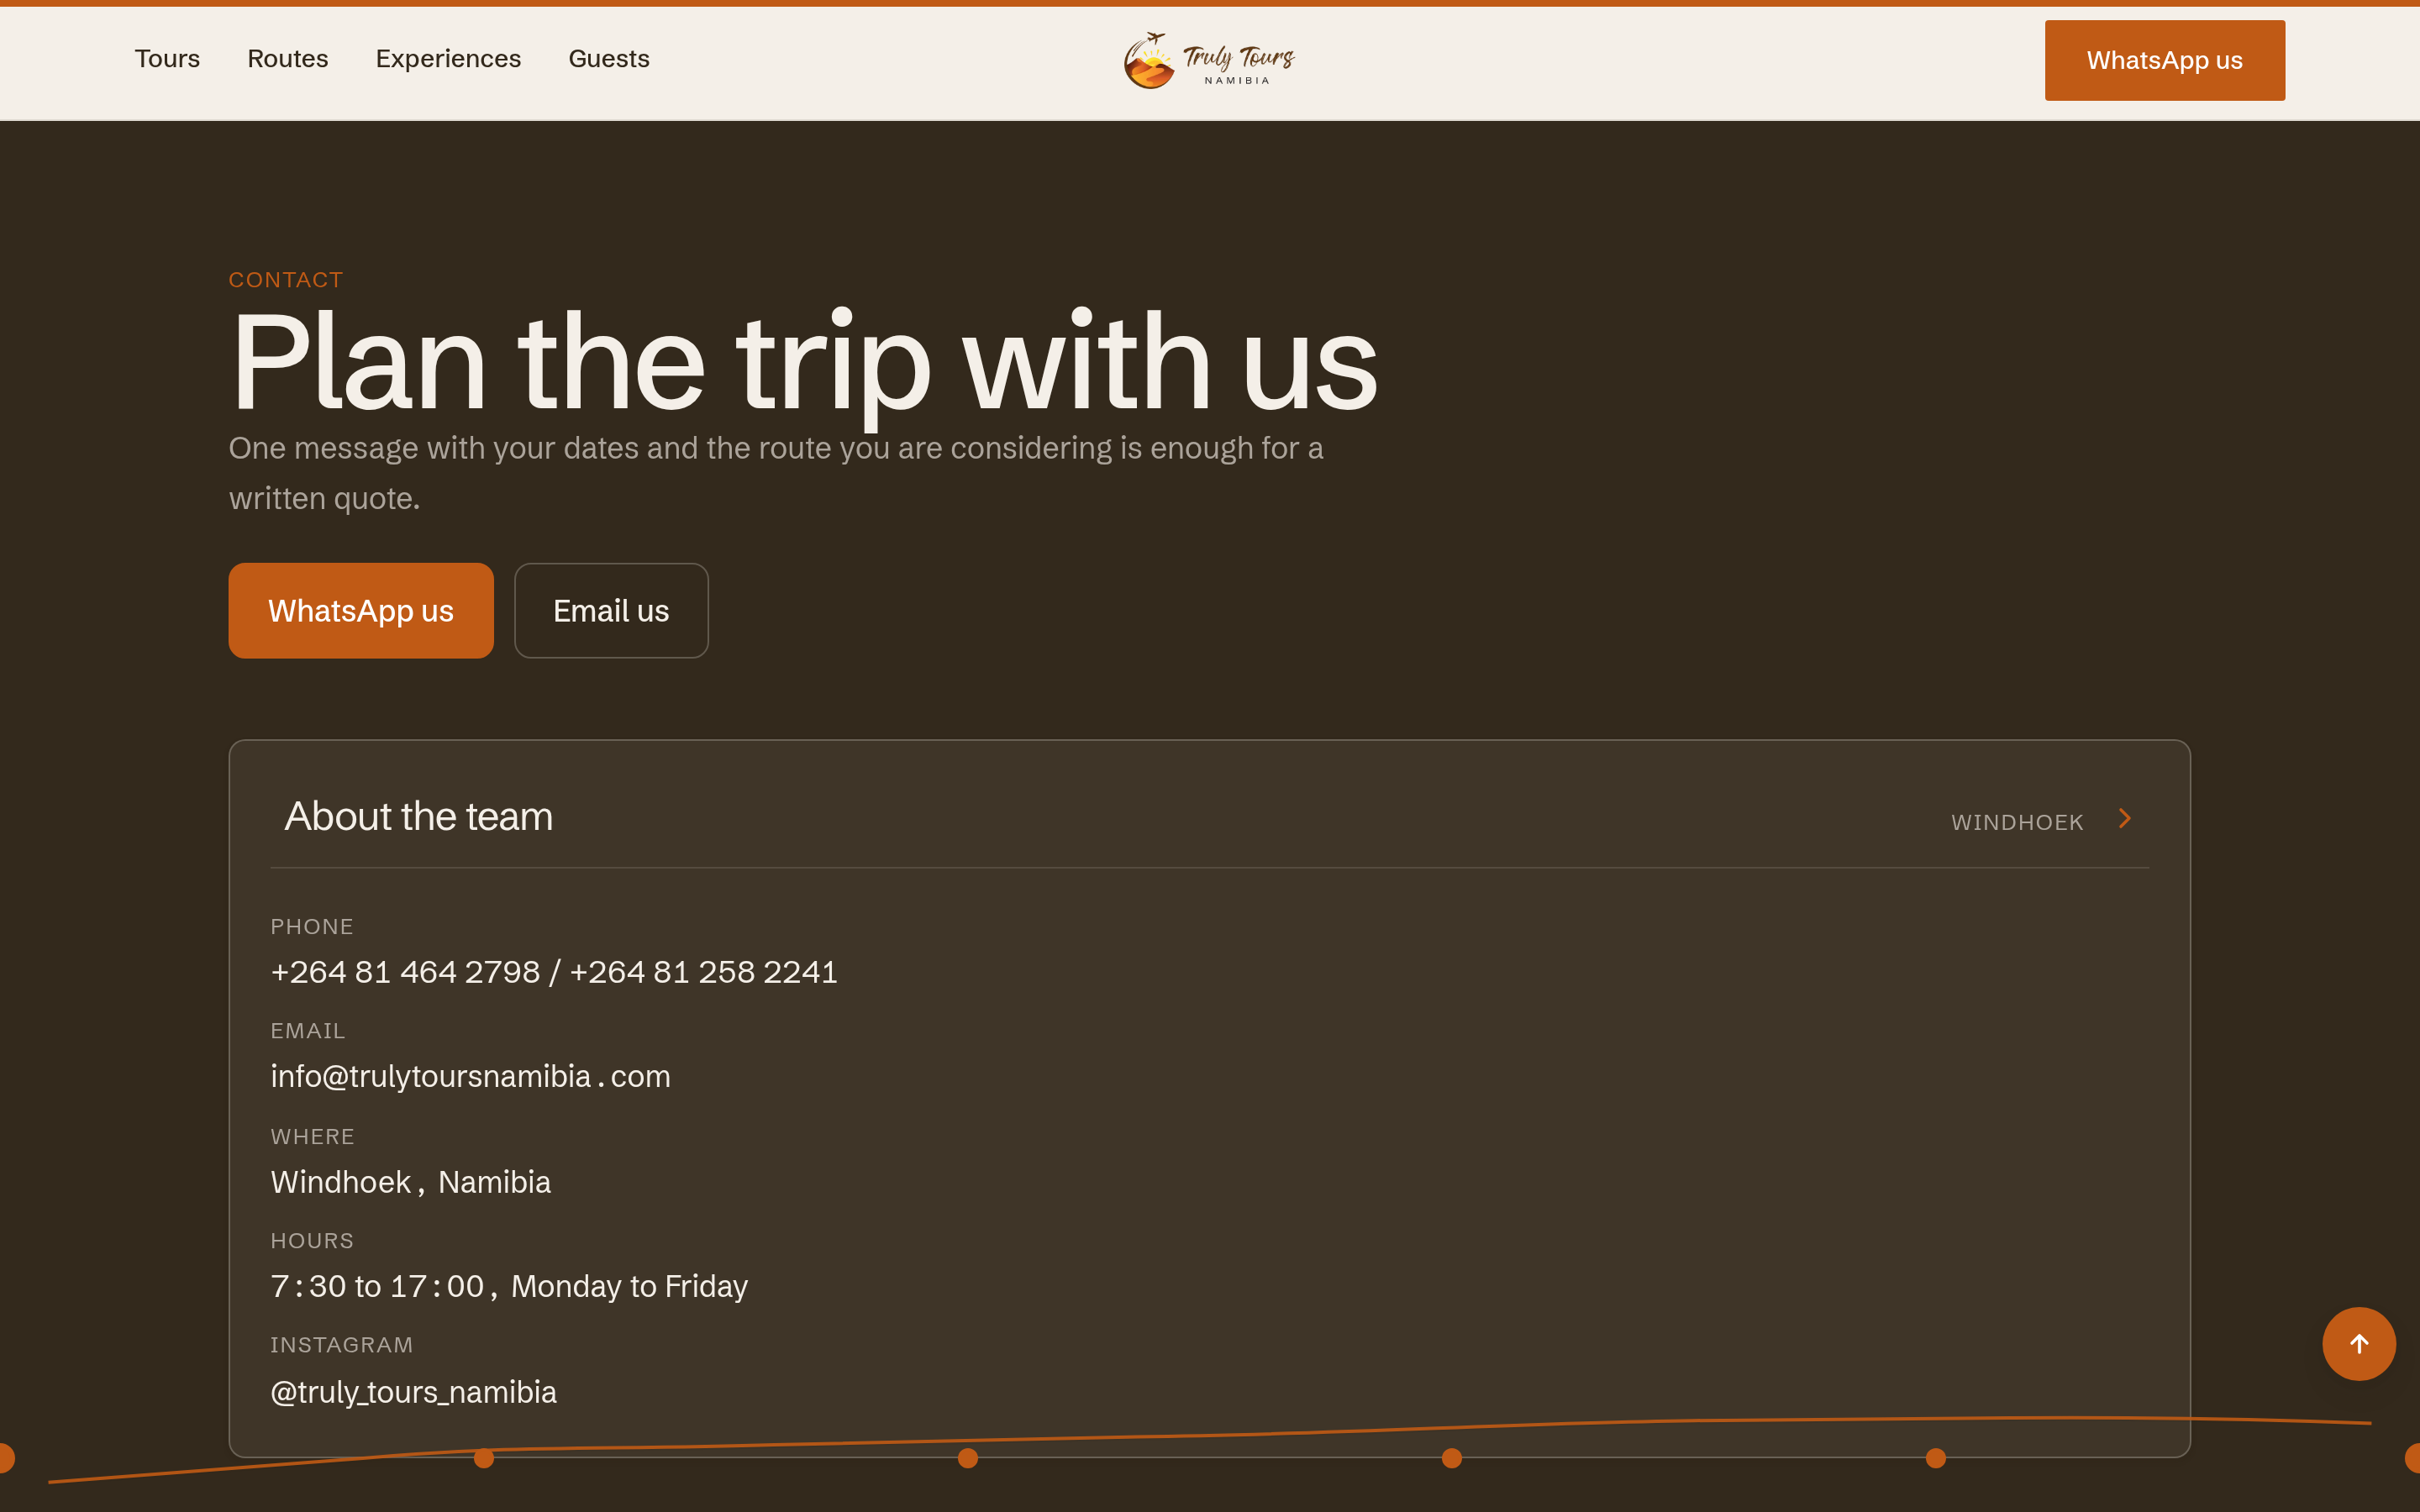 Tours
Routes
Experiences
Guests
Truly Tours
NAMIBIA
WhatsApp us
CONTACT
Plan the trip with us
One message with your dates and the route you are considering is enough for a
written quote.
WhatsApp us
Email us
About the team
WINDHOEK
PHONE
+264 81 464 2798 / +264 81 258 2241
EMAIL
info@trulytoursnamibia.com
WHERE
Windhoek, Namibia
HOURS
7:30 to 17:00, Monday to Friday
INSTAGRAM
@truly_tours_namibia